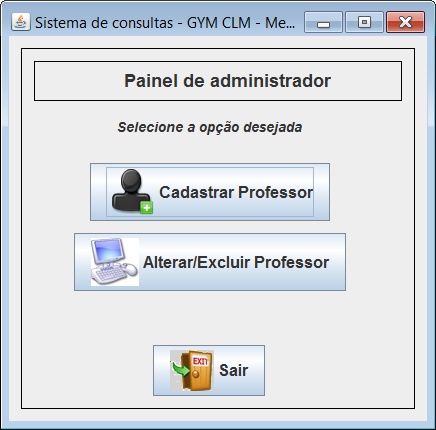 Sistema de consultas - GYM CLM - Me...
Painel de administrador
Selecione a opção desejada
Cadastrar Professor
Alterar/Excluir Professor
EXIT
Sair